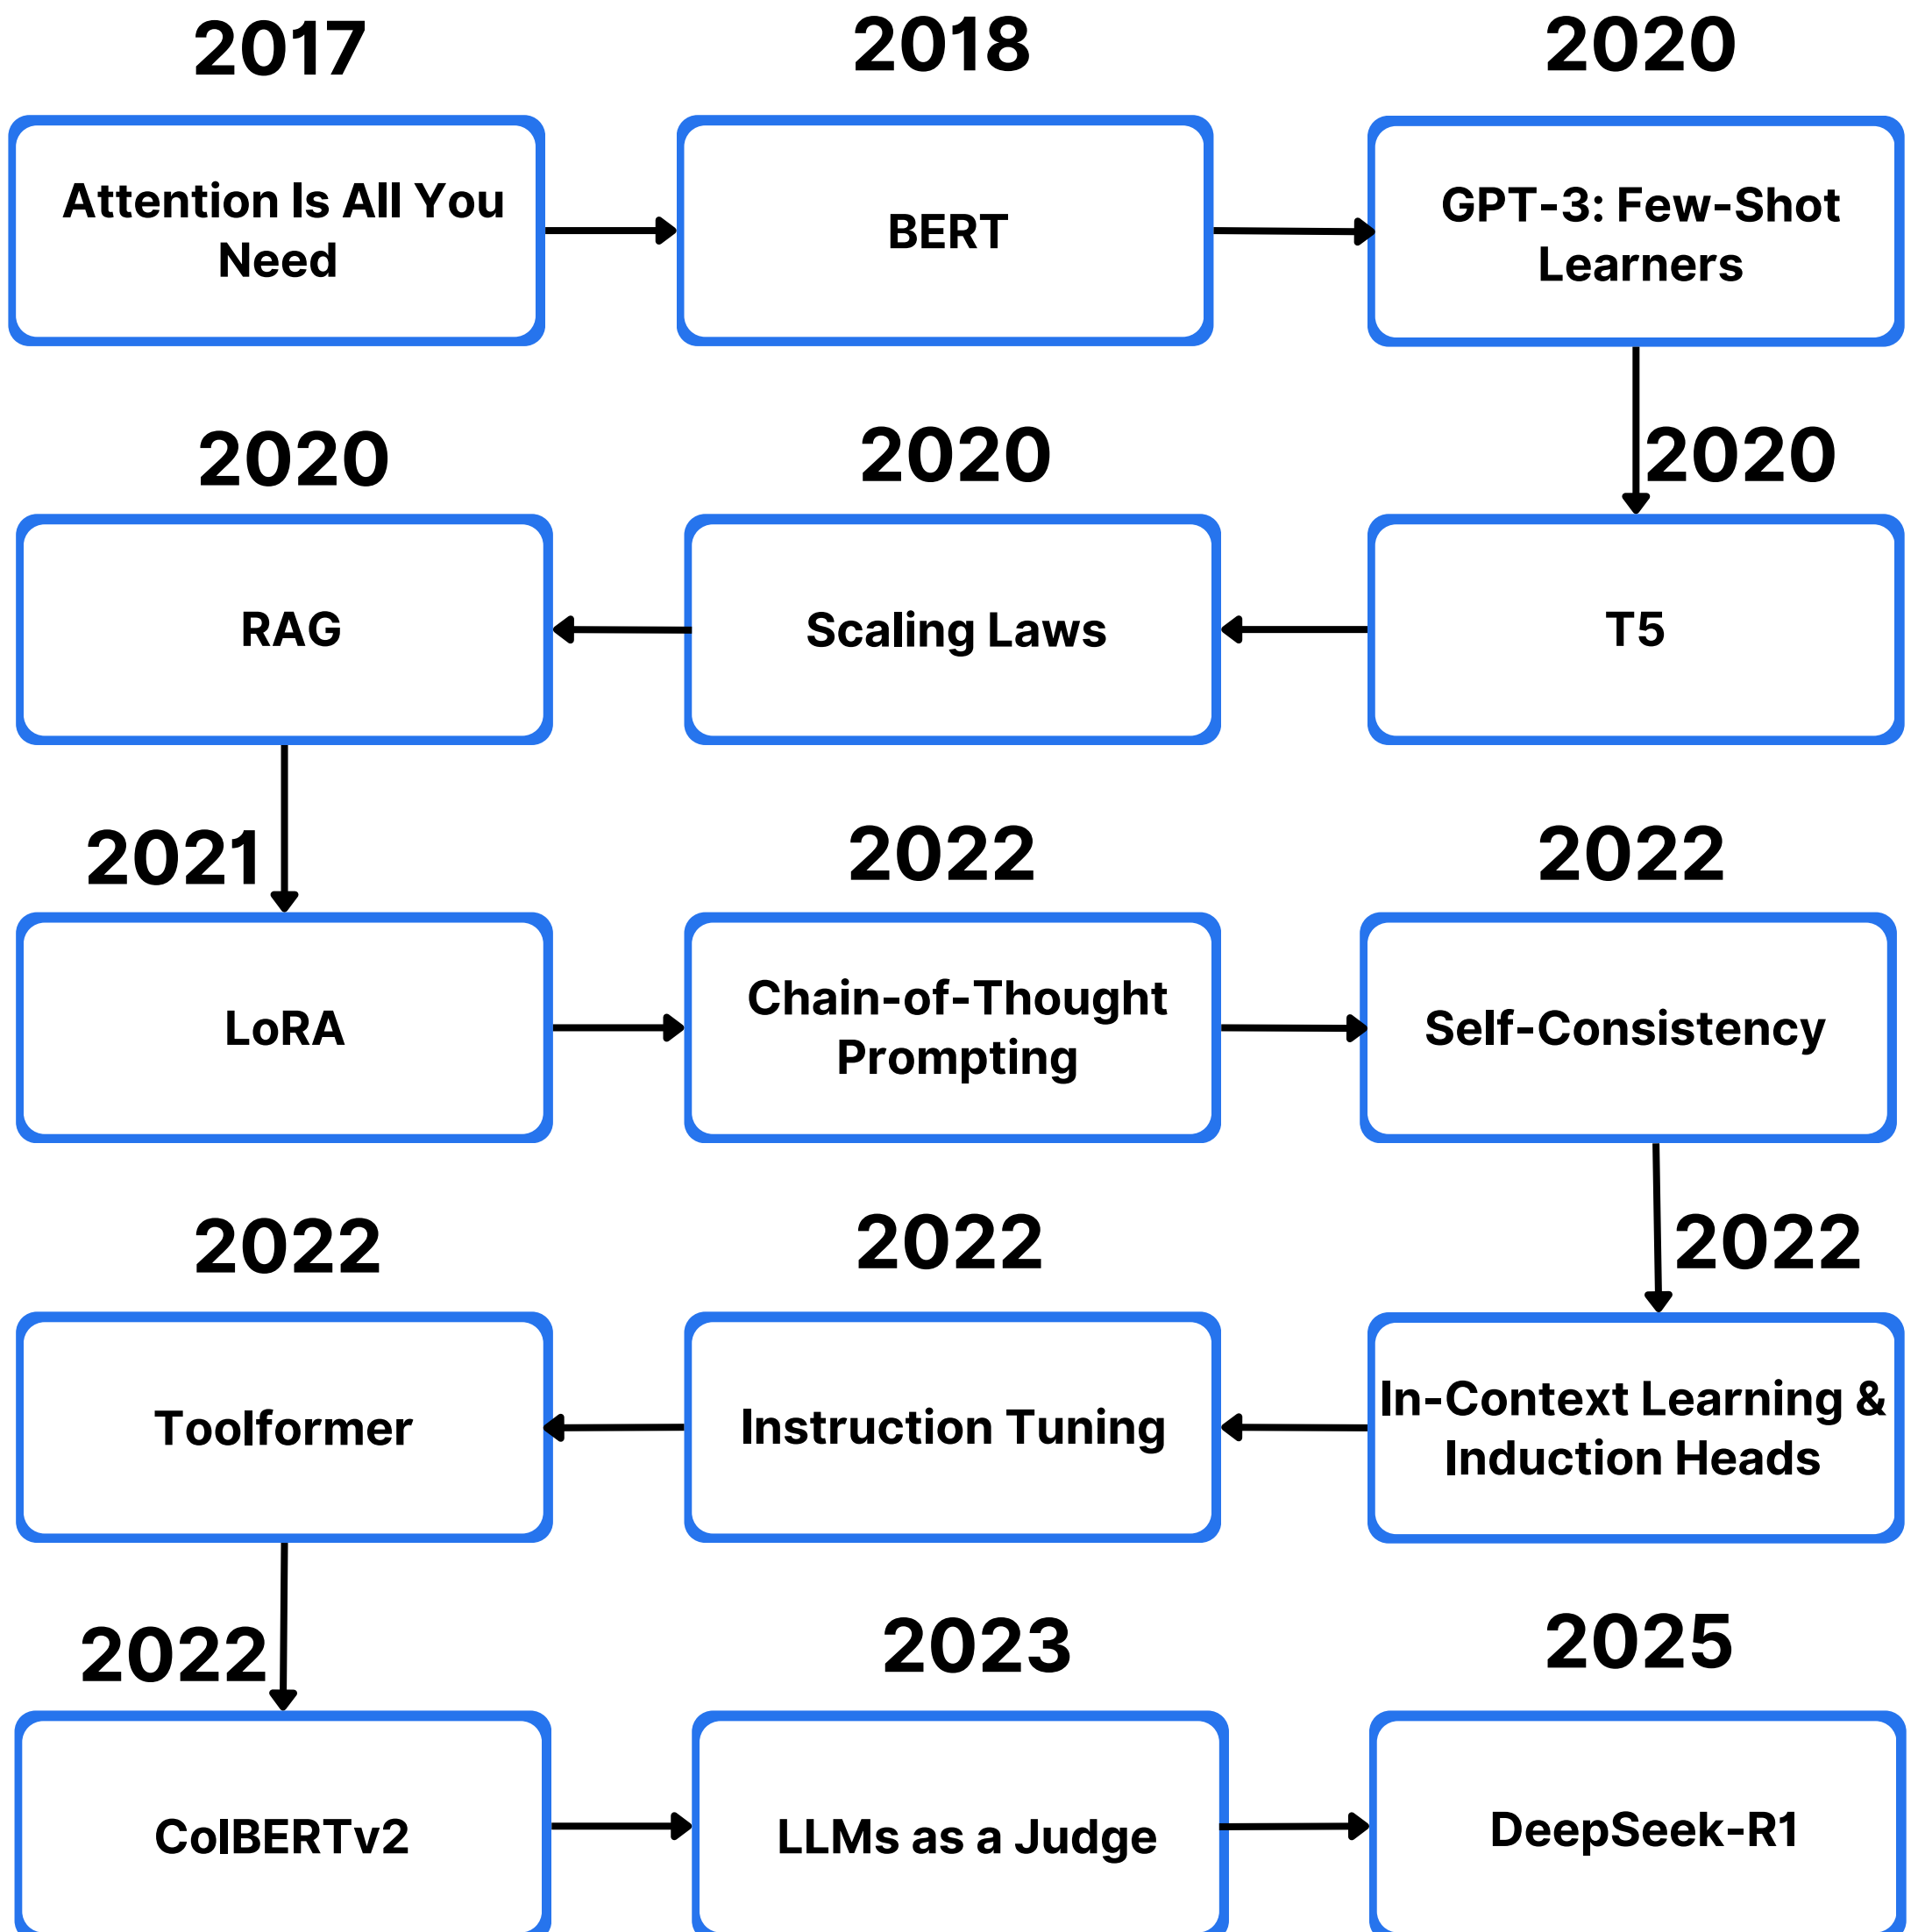 2017
2018
2020
Attention Is All You
Need
BERT
GPT-3: Few-Shot
Learners
2020
2020
2020
RAG
Scaling Laws
T5
2021
2022
2022
LoRA
Chain-of-Thought
Prompting
Self-Consistency
2022
2022
2022
Toolformer
Instruction Tuning
In-Context Learning &
Induction Heads
2022
2023
2025
ColBERTv2
LLMs as a Judge
DeepSeek-R1